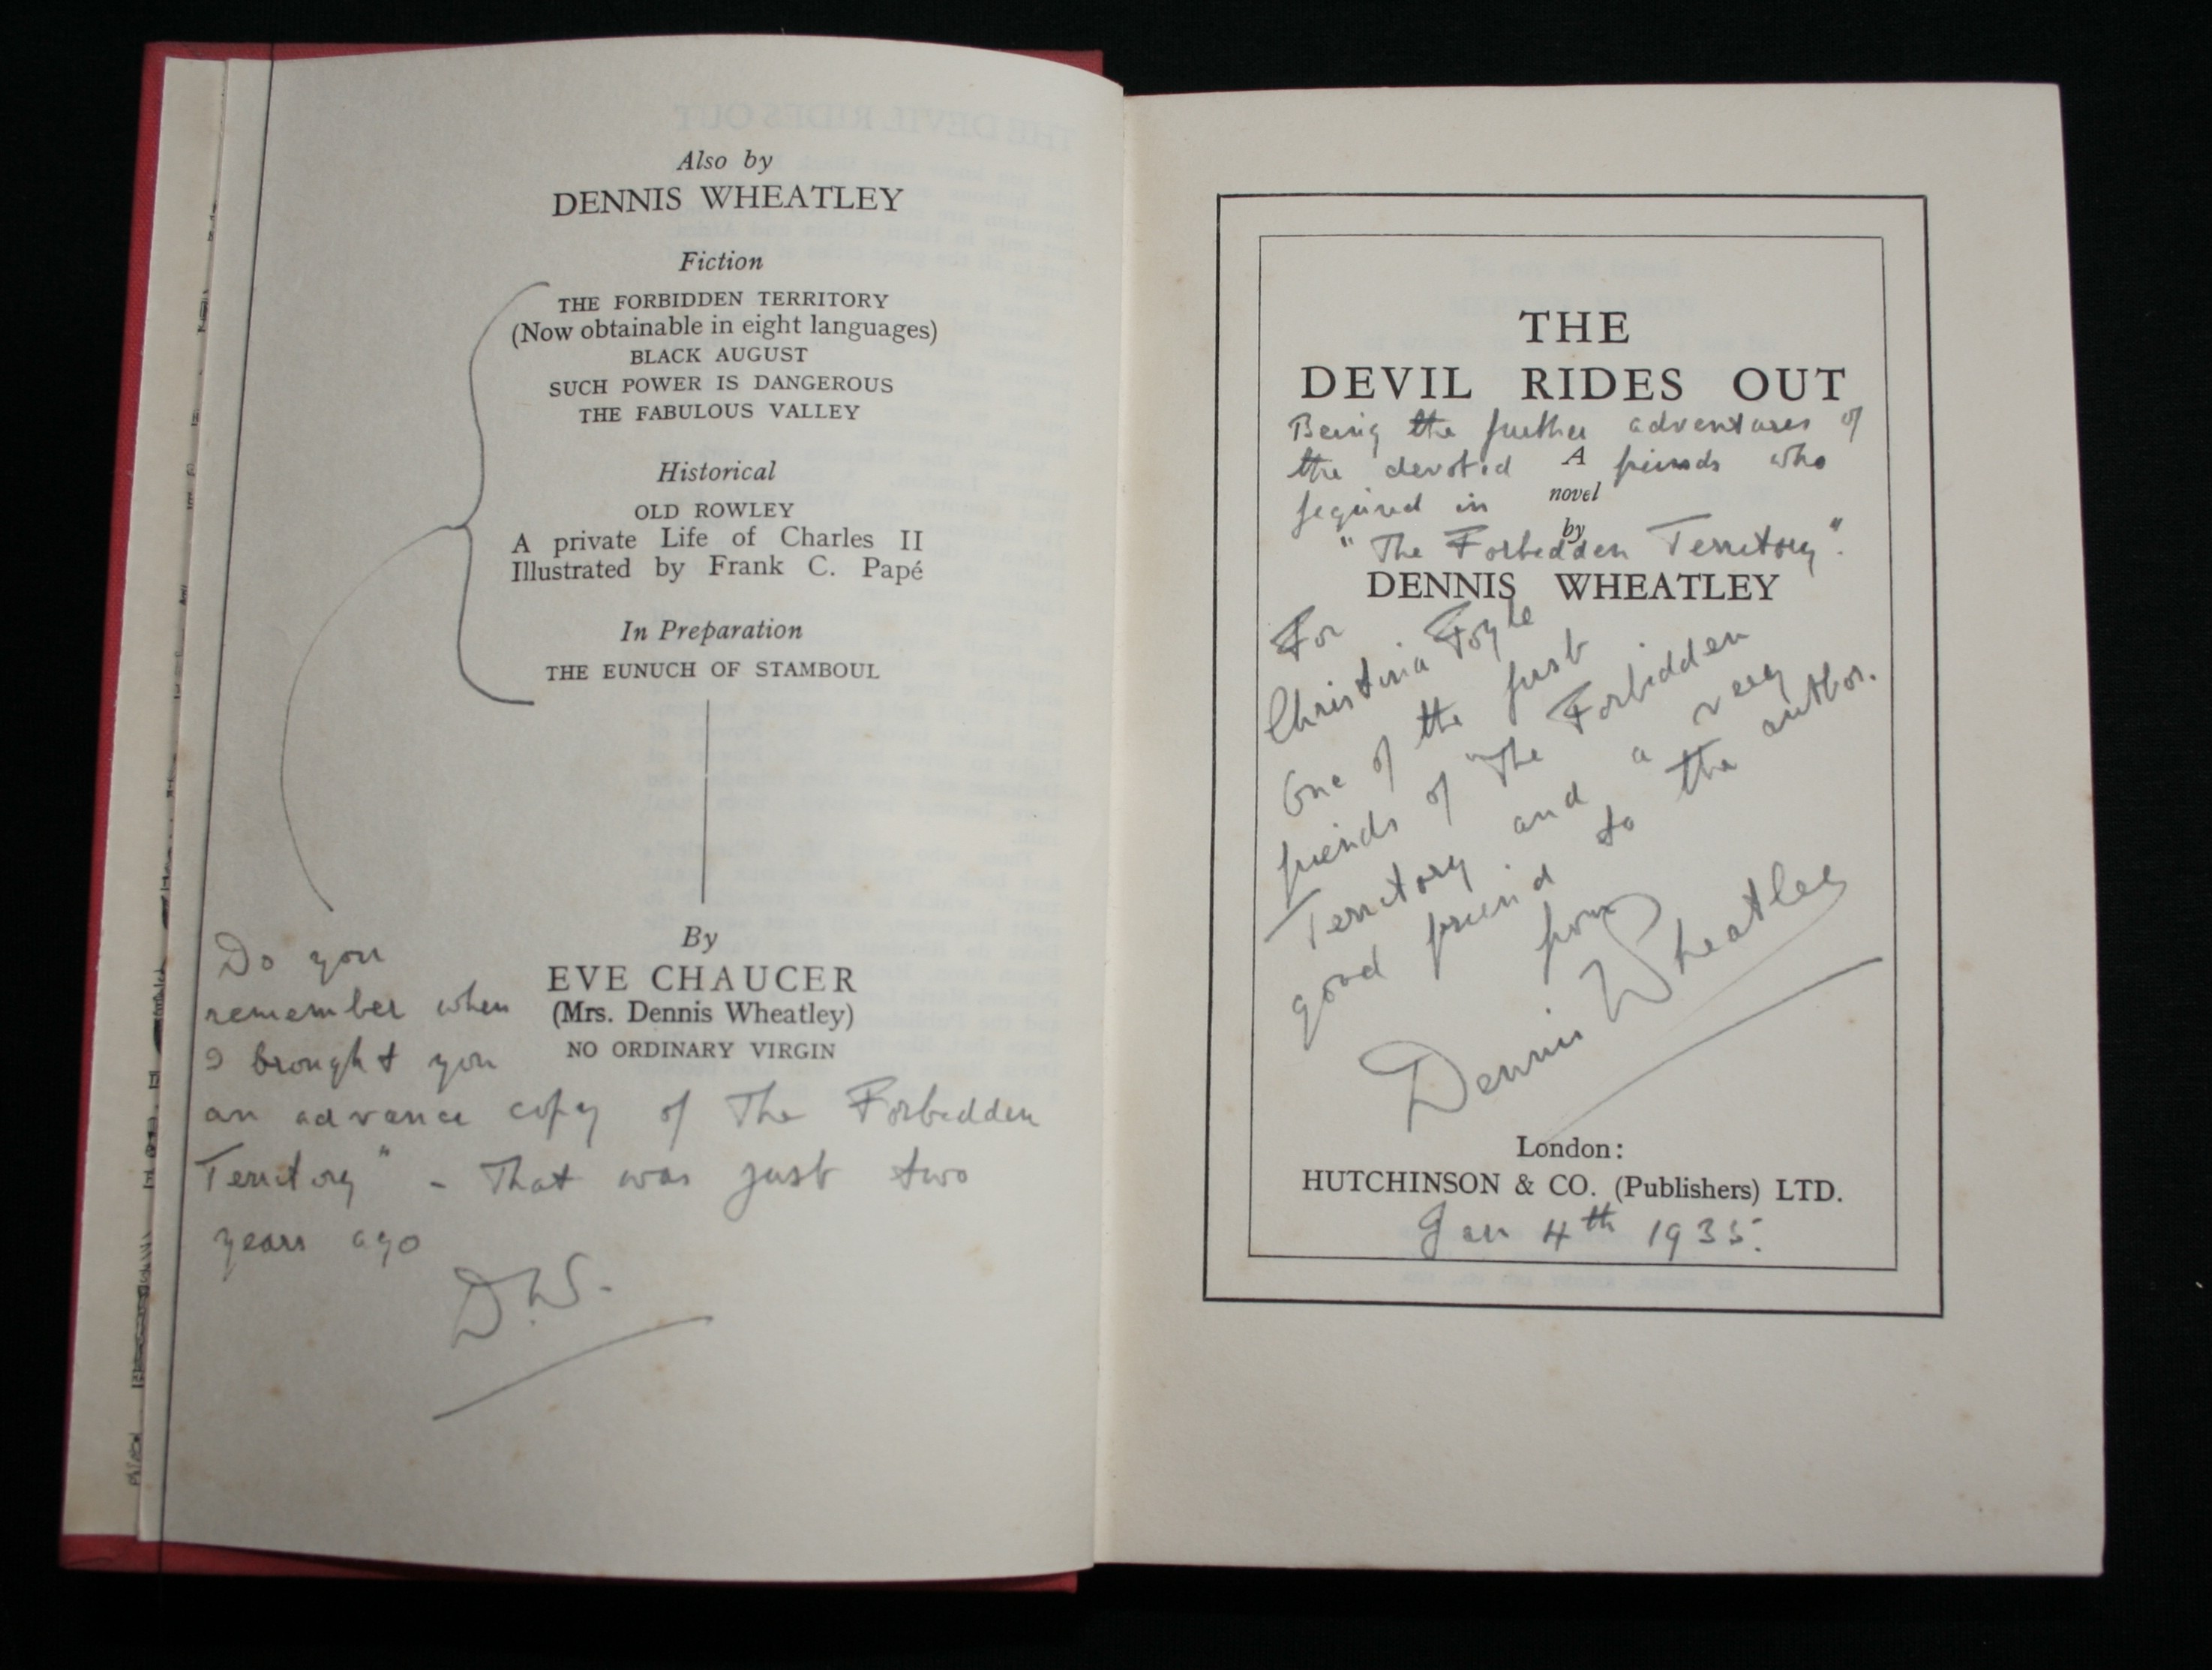 Also by
DENNIS WHEATLEY
Fiction
THE FORBIDDEN TERRITORY
(Now obtainable in eight languages)
BLACK AUGUST
SUCH POWER IS DANGEROUS
THE FABULOUS VALLEY
Historical
OLD ROWLEY
A private Life of Charles II
Illustrated by Frank C. Papé
In Preparation
THE EUNUCH OF STAMBOUL
By
EVE CHAUCER
(Mrs. Dennis Wheatley)
NO ORDINARY VIRGIN
Do you
remember when
I brought you
an advance copy of The Forbidden
Territory" - That was just two
years ago
D.W.
THE
DEVIL RIDES OUT
Being the further adventures of
the devoted friends who
figured in
"The Forbidden Territory".
A
novel
by
DENNIS WHEATLEY
For
Christina Foyle
One of the first
friends of "The Forbidden
Territory and a very
good friend to the author.
from
Dennis Wheatley
London:
HUTCHINSON & CO. (Publishers) LTD.
Jan 4th 1935.